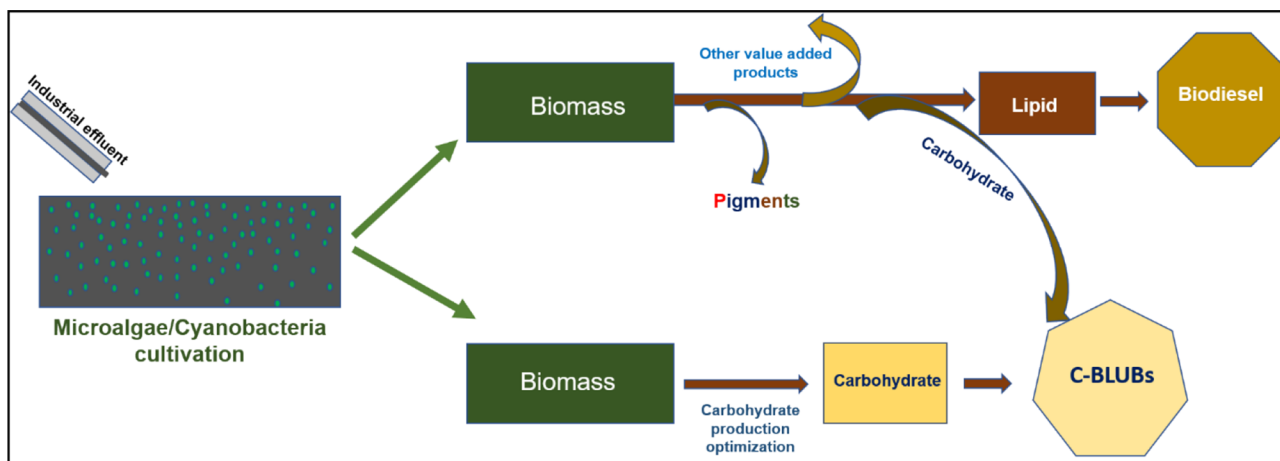 Industrial effluent
Microalgae/Cyanobacteria
cultivation
Biomass
Other value added
products
Pigments
Lipid
Biodiesel
Carbohydrate
Biomass
Carbohydrate
production
optimization
Carbohydrate
C-BLUBs